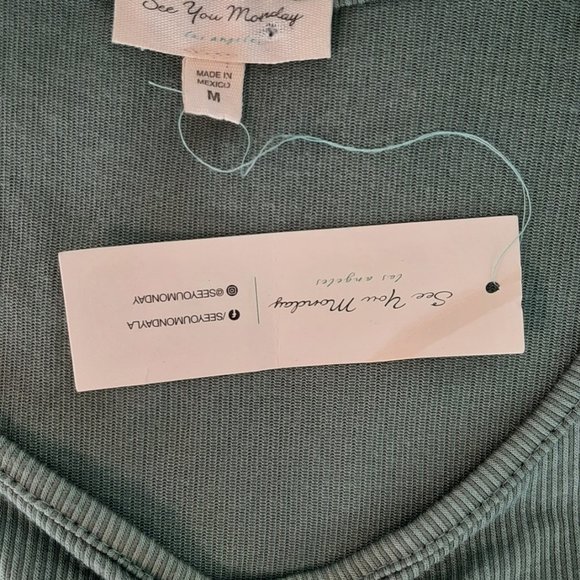 See You Monday
los angeles
MADE IN
MEXICO
M
See You Monday
los angeles
@SEEYOUMONDAY
/SEEYOUMONDAYLA